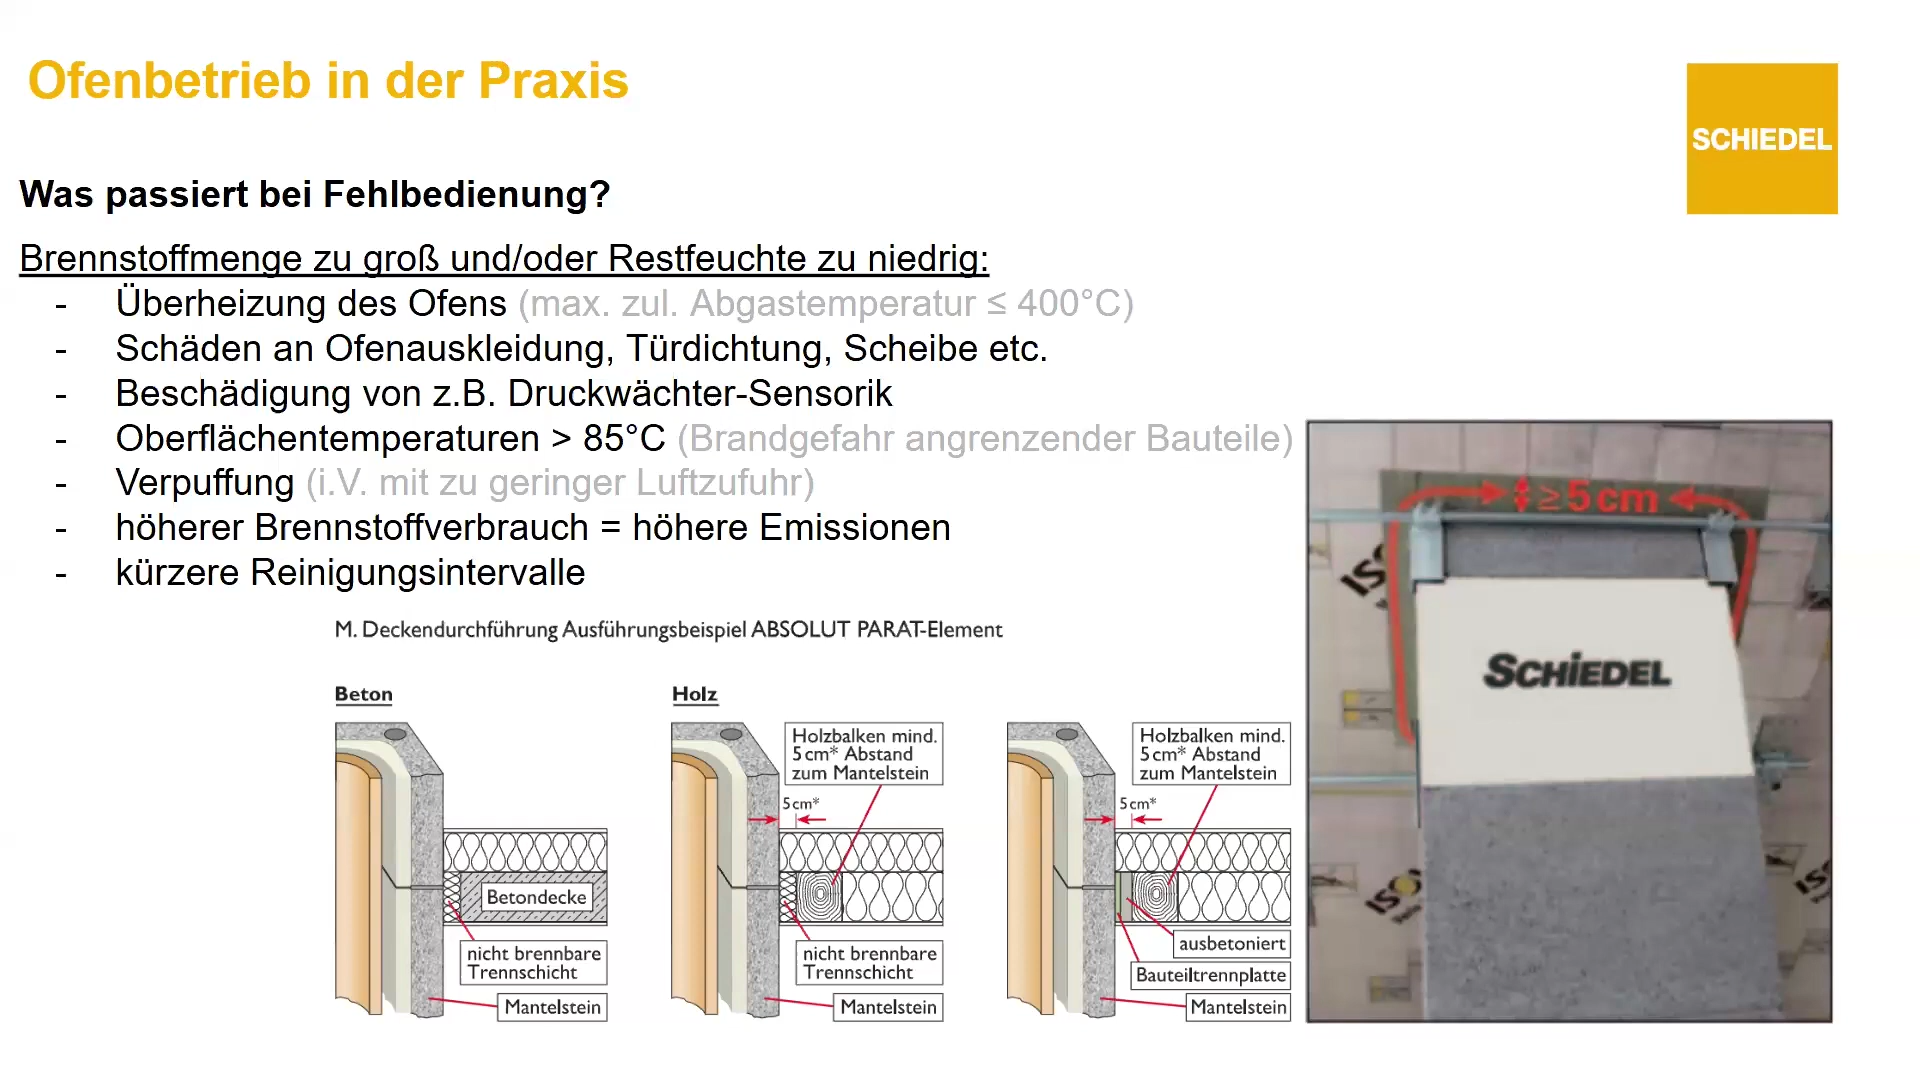 Ofenbetrieb in der Praxis
SCHIEDEL
Was passiert bei Fehlbedienung?
Brennstoffmenge zu groß und/oder Restfeuchte zu niedrig:
- Überheizung des Ofens (max. zul. Abgastemperatur ≤ 400°C)
- Schäden an Ofenauskleidung, Türdichtung, Scheibe etc.
- Beschädigung von z.B. Druckwächter-Sensorik
- Oberflächentemperaturen > 85°C (Brandgefahr angrenzender Bauteile)
- Verpuffung (i.V. mit zu geringer Luftzufuhr)
- höherer Brennstoffverbrauch = höhere Emissionen
- kürzere Reinigungsintervalle
M. Deckendurchführung Ausführungsbeispiel ABSOLUT PARAT-Element
Beton
Betondecke
nicht brennbare
Trennschicht
Mantelstein
Holz
Holzbalken mind.
5 cm* Abstand
zum Mantelstein
5 cm*
nicht brennbare
Trennschicht
Mantelstein
Holzbalken mind.
5 cm* Abstand
zum Mantelstein
5 cm*
ausbetoniert
Bauteiltrennplatte
Mantelstein
≥5 cm
SCHIEDEL